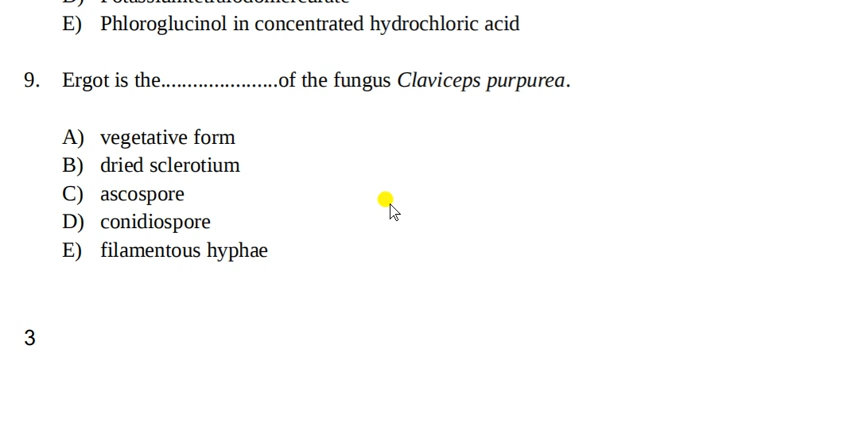 E) Phloroglucinol in concentrated hydrochloric acid
9. Ergot is the......................of the fungus Claviceps purpurea.
A) vegetative form
B) dried sclerotium
C) ascospore
D) conidiospore
E) filamentous hyphae
3